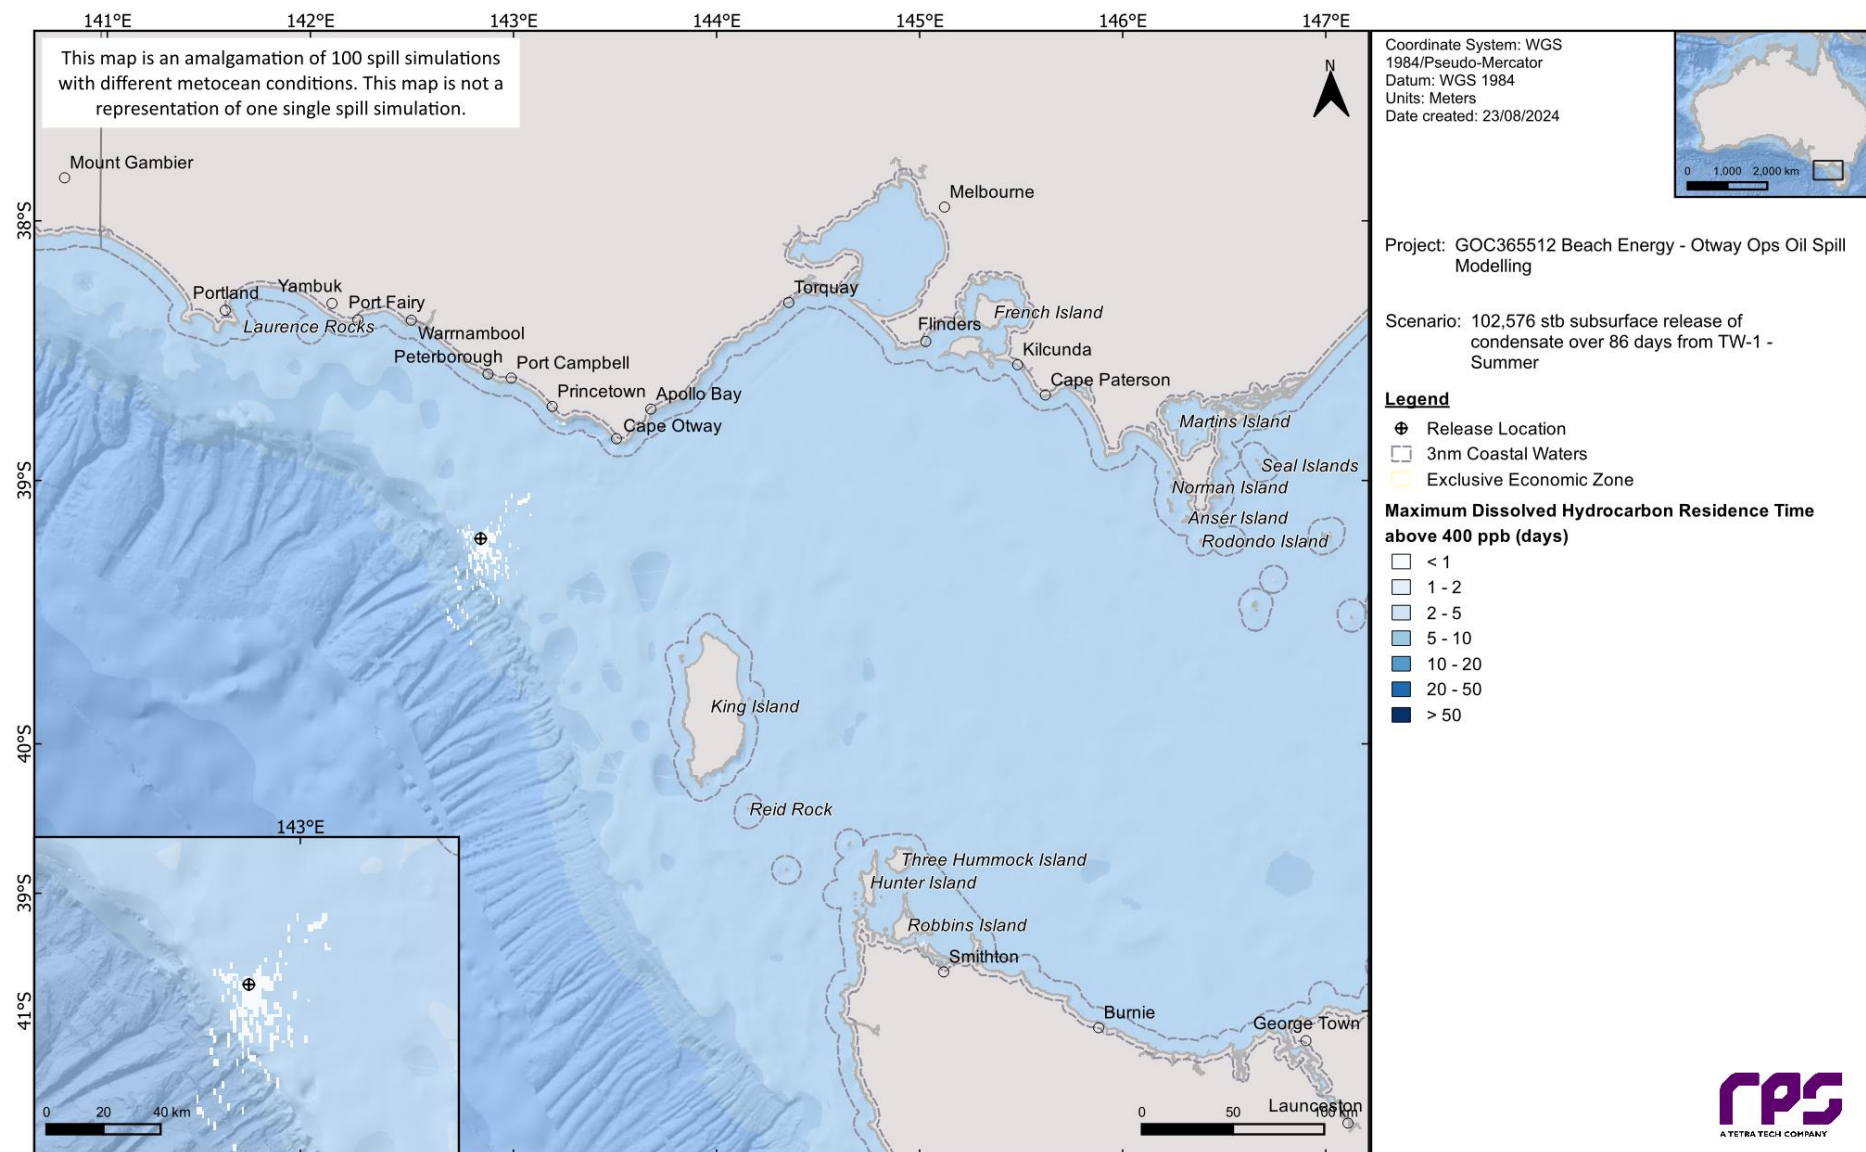 141°E 142°E 143°E 144°E 145°E 146°E 147°E
This map is an amalgamation of 100 spill simulations
with different metocean conditions. This map is not a
representation of one single spill simulation.
N
Mount Gambier
Melbourne
38°S
Portland
Yambuk
Port Fairy
Laurence Rocks
Warrnambool
Torquay
French Island
Flinders
Peterborough
Port Campbell
Kilcunda
Princetown
Apollo Bay
Cape Paterson
Cape Otway
Martins Island
39°S
Seal Islands
Norman Island
Anser Island
Rodondo Island
King Island
40°S
Reid Rock
Three Hummock Island
Hunter Island
Robbins Island
Smithton
Burnie
George Town
Launceston
41°S
0 50 100 km
143°E
39°S
0 20 40 km
Coordinate System: WGS
1984/Pseudo-Mercator
Datum: WGS 1984
Units: Meters
Date created: 23/08/2024
0 1,000 2,000 km
Project: GOC365512 Beach Energy - Otway Ops Oil Spill
Modelling
Scenario: 102,576 stb subsurface release of
condensate over 86 days from TW-1 -
Summer
Legend
Release Location
3nm Coastal Waters
Exclusive Economic Zone
Maximum Dissolved Hydrocarbon Residence Time
above 400 ppb (days)
< 1
1 - 2
2 - 5
5 - 10
10 - 20
20 - 50
> 50
rps
A TETRA TECH COMPANY